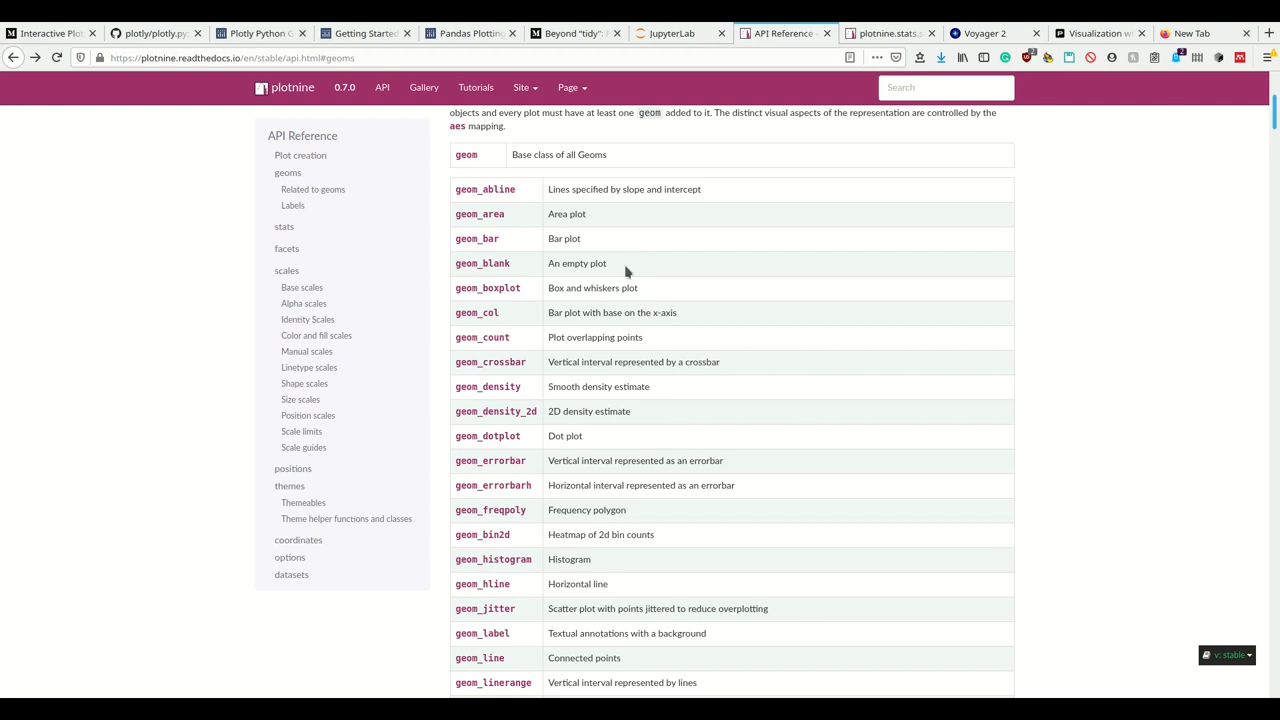 Interactive Plo
plotly/plotly.py:
Plotly Python G
Getting Started
Pandas Plotting
Beyond "tidy": P
JupyterLab
API Reference —
plotnine.stats.s
Voyager 2
Visualization w
New Tab
https://plotnine.readthedocs.io/en/stable/api.html#geoms
plotnine 0.7.0 API Gallery Tutorials Site Page Search
API Reference
Plot creation
geoms
Related to geoms
Labels
stats
facets
scales
Base scales
Alpha scales
Identity Scales
Color and fill scales
Manual scales
Linetype scales
Shape scales
Size scales
Position scales
Scale limits
Scale guides
positions
themes
Themeables
Theme helper functions and classes
coordinates
options
datasets
objects and every plot must have at least one geom added to it. The distinct visual aspects of the representation are controlled by the
aes mapping.
geom Base class of all Geoms
geom_abline Lines specified by slope and intercept
geom_area Area plot
geom_bar Bar plot
geom_blank An empty plot
geom_boxplot Box and whiskers plot
geom_col Bar plot with base on the x-axis
geom_count Plot overlapping points
geom_crossbar Vertical interval represented by a crossbar
geom_density Smooth density estimate
geom_density_2d 2D density estimate
geom_dotplot Dot plot
geom_errorbar Vertical interval represented as an errorbar
geom_errorbarh Horizontal interval represented as an errorbar
geom_freqpoly Frequency polygon
geom_bin2d Heatmap of 2d bin counts
geom_histogram Histogram
geom_hline Horizontal line
geom_jitter Scatter plot with points jittered to reduce overplotting
geom_label Textual annotations with a background
geom_line Connected points
geom_linerange Vertical interval represented by lines
v: stable